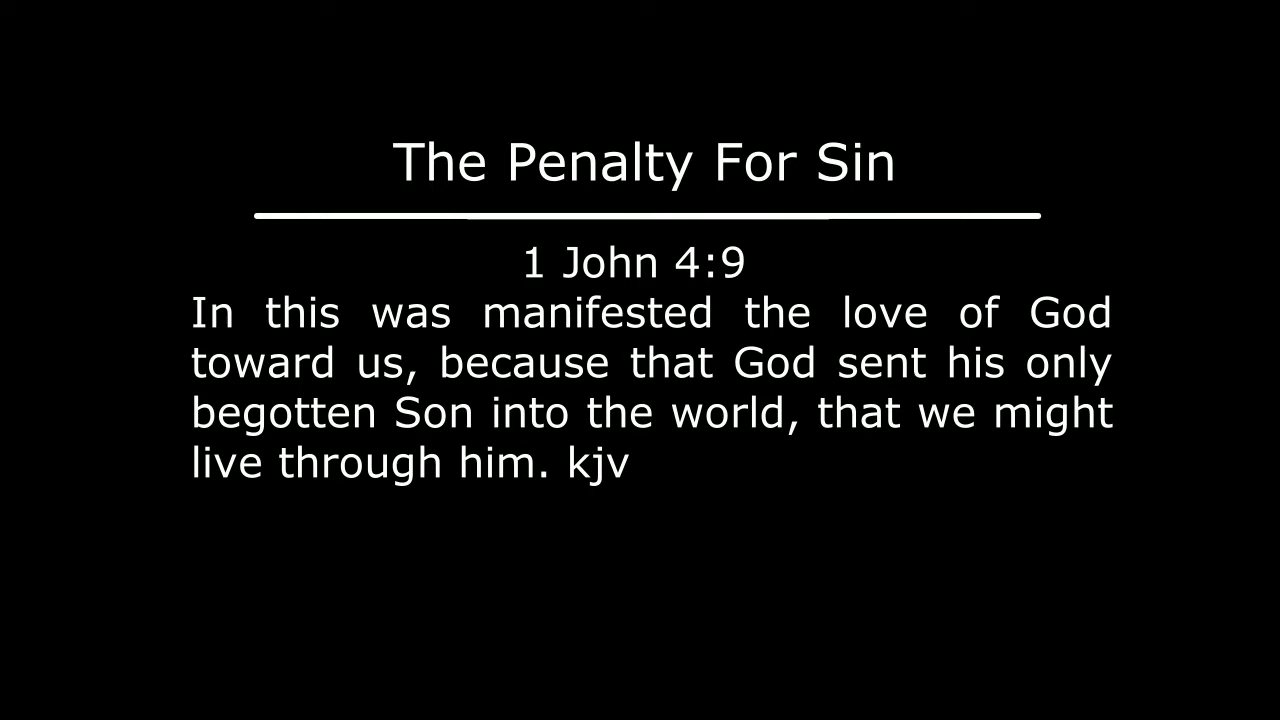 The Penalty For Sin
1 John 4:9
In this was manifested the love of God
toward us, because that God sent his only
begotten Son into the world, that we might
live through him. kjv